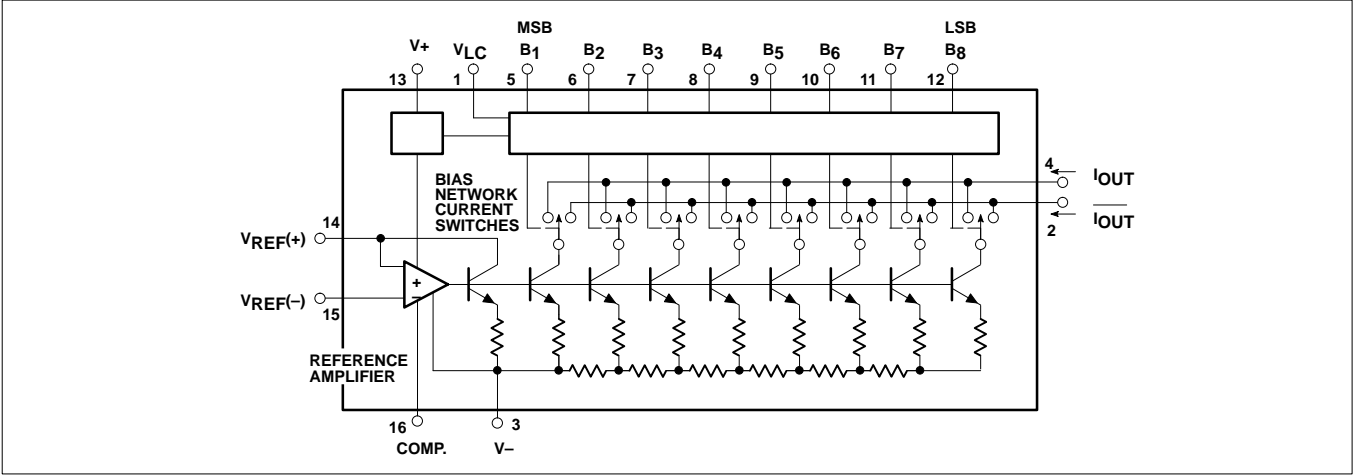 MSB LSB
V+ VLC B1 B2 B3 B4 B5 B6 B7 B8
13 1 5 6 7 8 9 10 11 12
4
IOUT
BIAS
NETWORK
CURRENT
SWITCHES
IOUT
2
14
VREF(+)
+
–
VREF(–)
15
REFERENCE
AMPLIFIER
16 3
COMP. V–